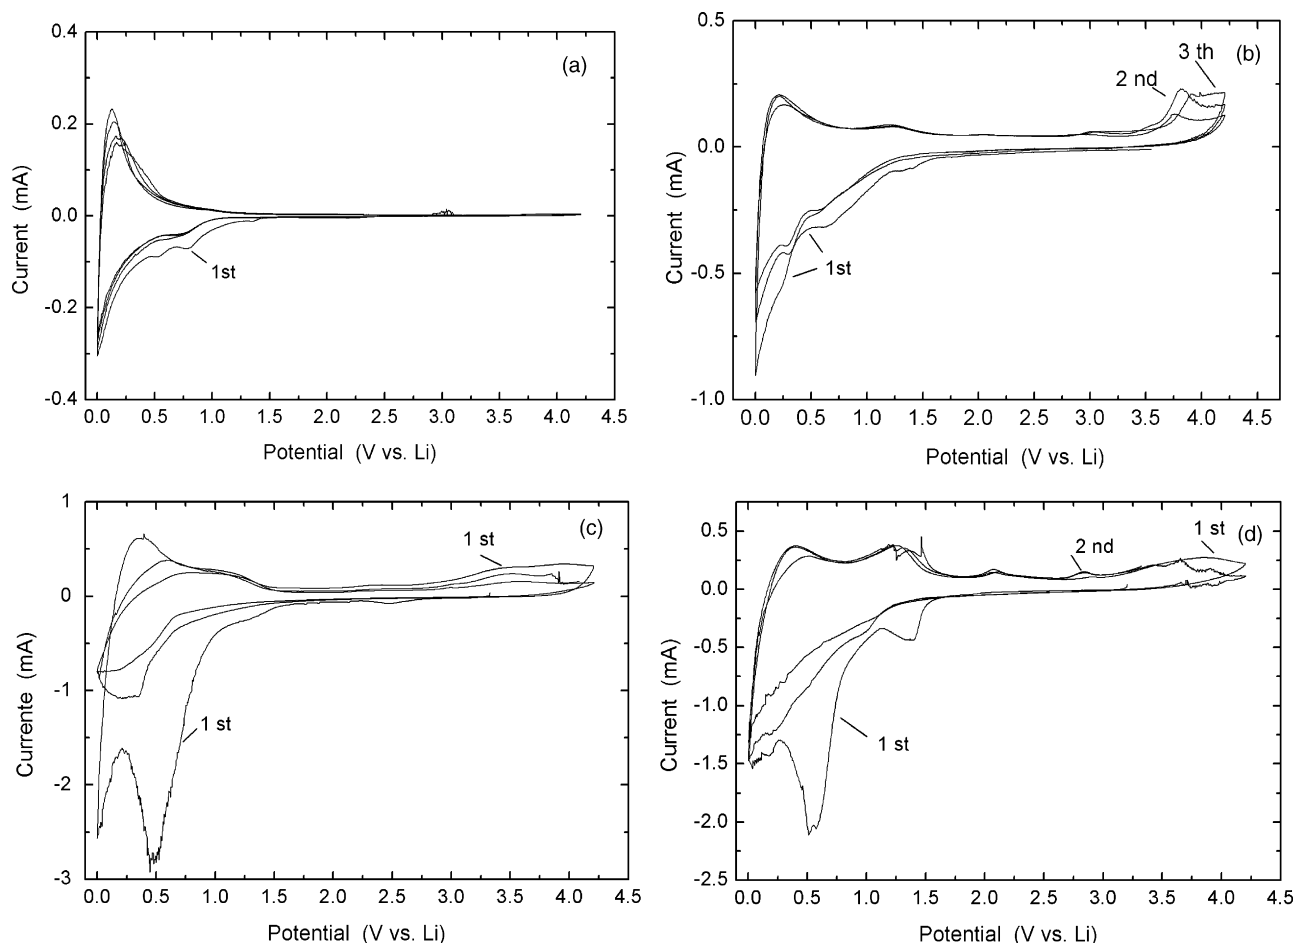 (a)
0.4
0.2
0.0
-0.2
-0.4
1st
0.0 0.5 1.0 1.5 2.0 2.5 3.0 3.5 4.0 4.5
Current (mA)
Potential (V vs. Li)
(b)
0.5
0.0
-0.5
-1.0
2 nd
3 th
1st
0.0 0.5 1.0 1.5 2.0 2.5 3.0 3.5 4.0 4.5
Current (mA)
Potential (V vs. Li)
(c)
1
0
-1
-2
-3
1 st
1 st
0.0 0.5 1.0 1.5 2.0 2.5 3.0 3.5 4.0 4.5
Currente (mA)
Potential (V vs. Li)
(d)
0.5
0.0
-0.5
-1.0
-1.5
-2.0
-2.5
1 st
2 nd
1 st
0.0 0.5 1.0 1.5 2.0 2.5 3.0 3.5 4.0 4.5
Current (mA)
Potential (V vs. Li)